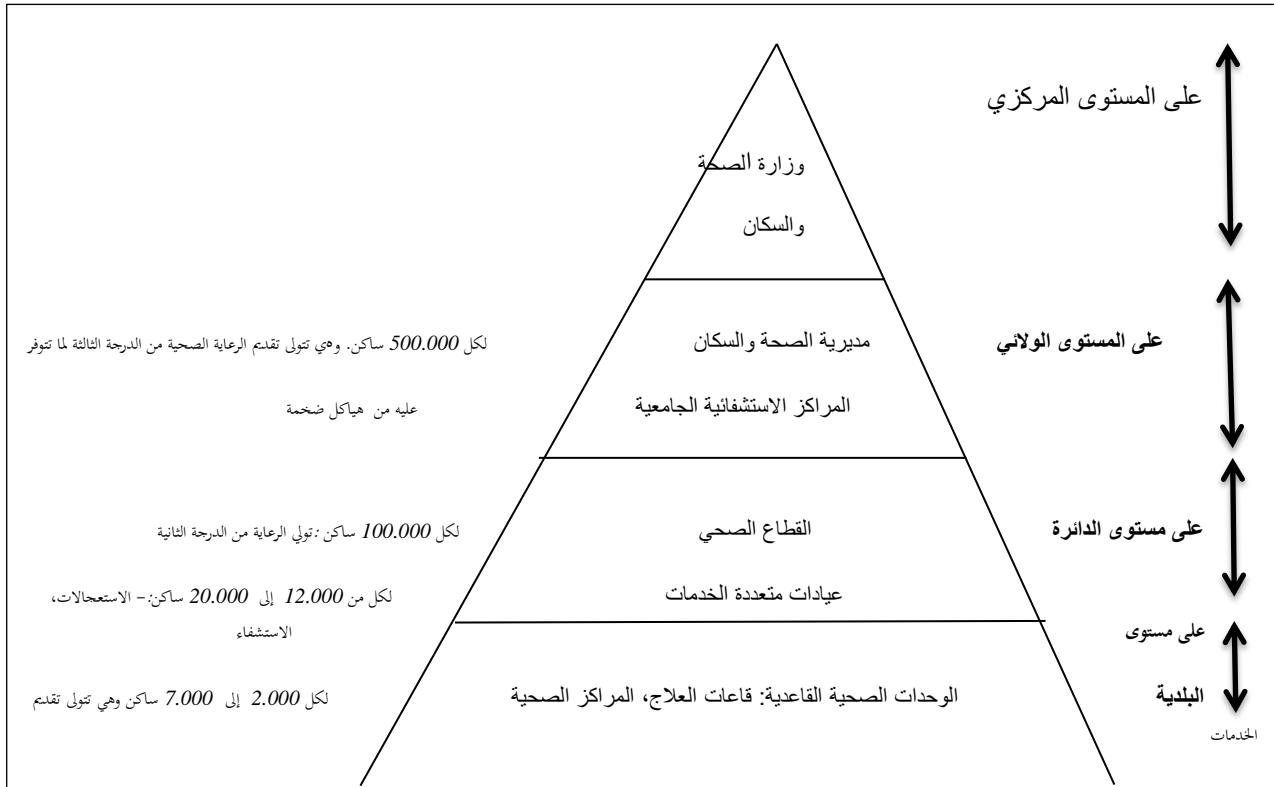 على المستوى المركزي
وزارة الصحة
والسكان
على المستوى الولائي
مديرية الصحة والسكان
لكل 500.000 ساكن. وهي تتولى تقديم الرعاية الصحية من الدرجة الثالثة لما تتوفر
المراكز الاستشفائية الجامعية
عليه من هياكل ضخمة
على مستوى الدائرة
القطاع الصحي
لكل 100.000 ساكن :تولي الرعاية من الدرجة الثانية
عيادات متعددة الخدمات
لكل من 12.000 إلى 20.000 ساكن:- الاستعجالات،
الاستشفاء
على مستوى
البلدية
الوحدات الصحية القاعدية: قاعات العلاج، المراكز الصحية
لكل 2.000 إلى 7.000 ساكن وهي تتولى تقديم
الخدمات